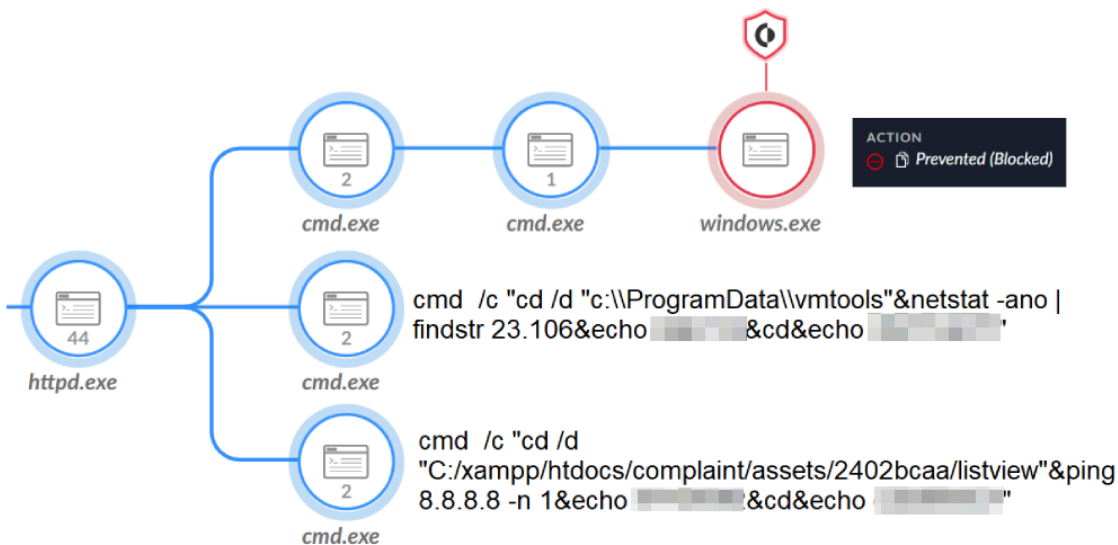 ACTION
Prevented (Blocked)
2
cmd.exe
1
cmd.exe
windows.exe
44
httpd.exe
2
cmd.exe
cmd /c "cd /d "c:\\ProgramData\\vmtools"&netstat -ano |
findstr 23.106&echo &cd&echo "
2
cmd.exe
cmd /c "cd /d
"C:/xampp/htdocs/complaint/assets/2402bcaa/listview"&ping
8.8.8.8 -n 1&echo &cd&echo "